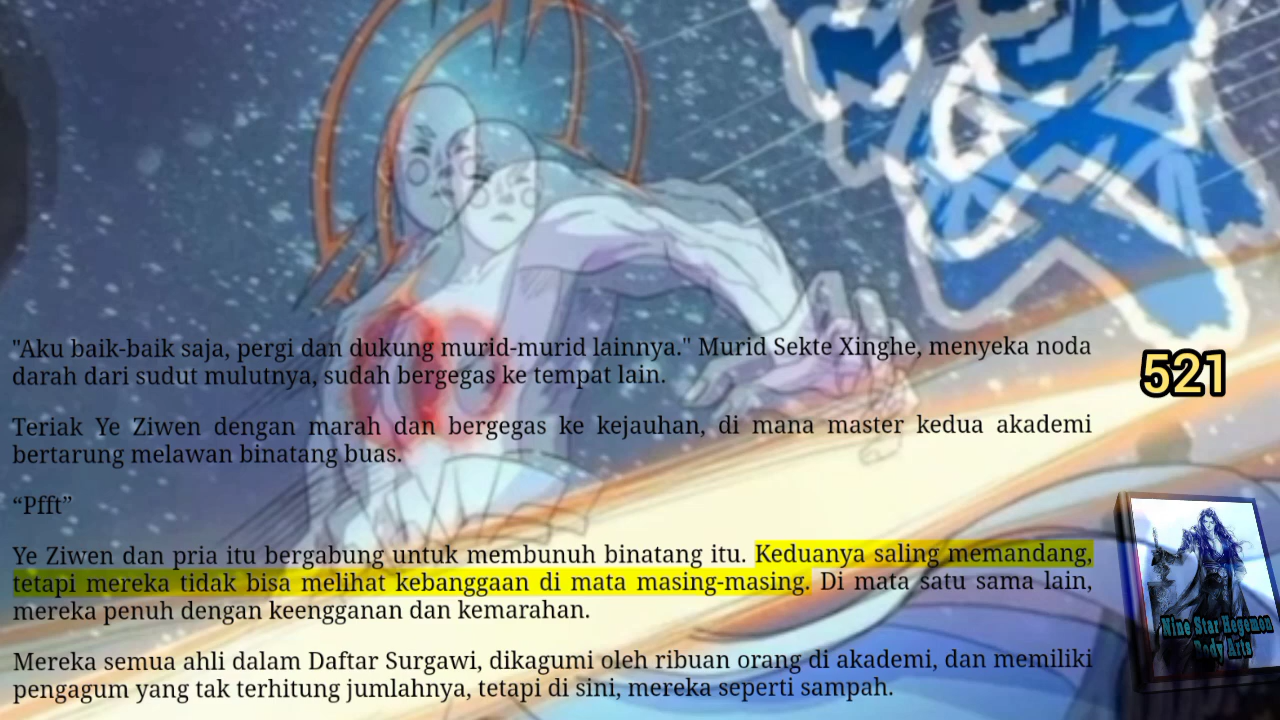 "Aku baik-baik saja, pergi dan dukung murid-murid lainnya." Murid Sekte Xinghe, menyeka noda
darah dari sudut mulutnya, sudah bergegas ke tempat lain.
Teriak Ye Ziwen dengan marah dan bergegas ke kejauhan, di mana master kedua akademi
bertarung melawan binatang buas.
“Pfft”
Ye Ziwen dan pria itu bergabung untuk membunuh binatang itu. Keduanya saling memandang,
tetapi mereka tidak bisa melihat kebanggaan di mata masing-masing. Di mata satu sama lain,
mereka penuh dengan keengganan dan kemarahan.
Mereka semua ahli dalam Daftar Surgawi, dikagumi oleh ribuan orang di akademi, dan memiliki
pengagum yang tak terhitung jumlahnya, tetapi di sini, mereka seperti sampah.
521
Nine Star Hegemon
Body Arts